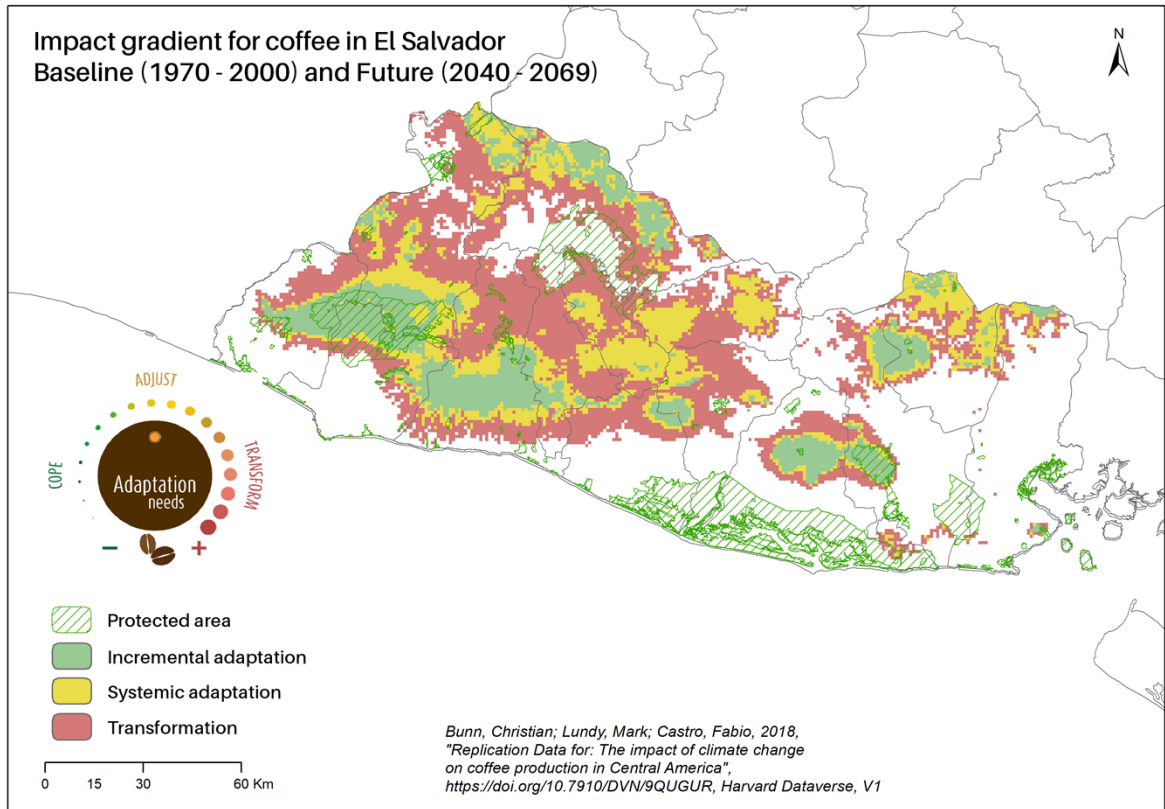 Impact gradient for coffee in El Salvador
Baseline (1970 - 2000) and Future (2040 - 2069)
N
ADJUST
COPE
TRANSFORM
Adaptation
needs
− +
Protected area
Incremental adaptation
Systemic adaptation
Transformation
0 15 30 60 Km
Bunn, Christian; Lundy, Mark; Castro, Fabio, 2018,
"Replication Data for: The impact of climate change
on coffee production in Central America",
https://doi.org/10.7910/DVN/9QUGUR, Harvard Dataverse, V1